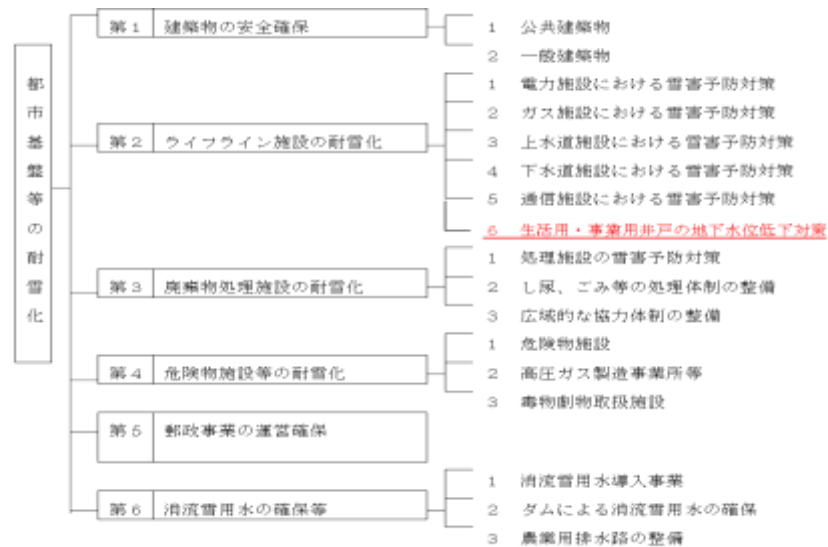 都市基盤等の耐雪化
第１ 建築物の安全確保
１ 公共建築物
２ 一般建築物
第２ ライフライン施設の耐雪化
１ 電力施設における雪害予防対策
２ ガス施設における雪害予防対策
３ 上水道施設における雪害予防対策
４ 下水道施設における雪害予防対策
５ 通信施設における雪害予防対策
６ 生活用・事業用井戸の地下水位低下対策
第３ 廃棄物処理施設の耐雪化
１ 処理施設の雪害予防対策
２ し尿、ごみ等の処理体制の整備
３ 広域的な協力体制の整備
第４ 危険物施設等の耐雪化
１ 危険物施設
２ 高圧ガス製造事業所等
３ 毒物劇物取扱施設
第５ 郵政事業の運営確保
第６ 消流雪用水の確保等
１ 消流雪用水導入事業
２ ダムによる消流雪用水の確保
３ 農業用排水路の整備